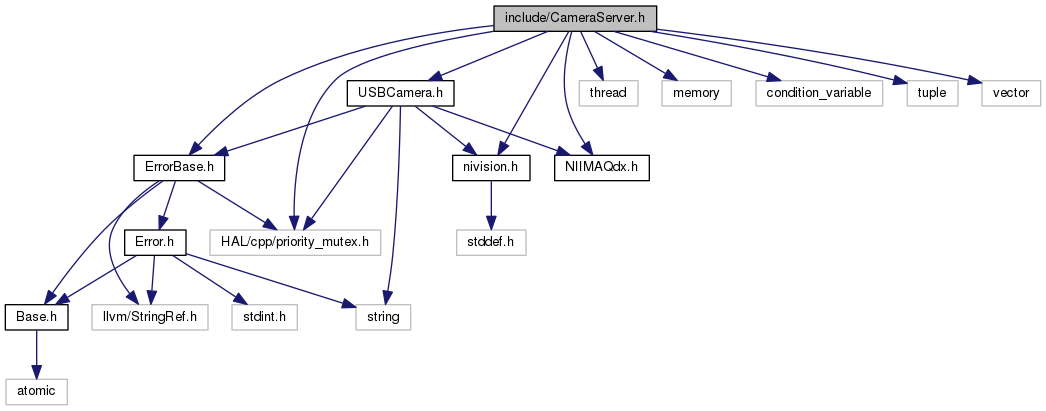 include/CameraServer.h
USBCamera.h
thread
memory
condition_variable
tuple
vector
ErrorBase.h
nivision.h
NIIMAQdx.h
Error.h
HAL/cpp/priority_mutex.h
stddef.h
Base.h
llvm/StringRef.h
stdint.h
string
atomic